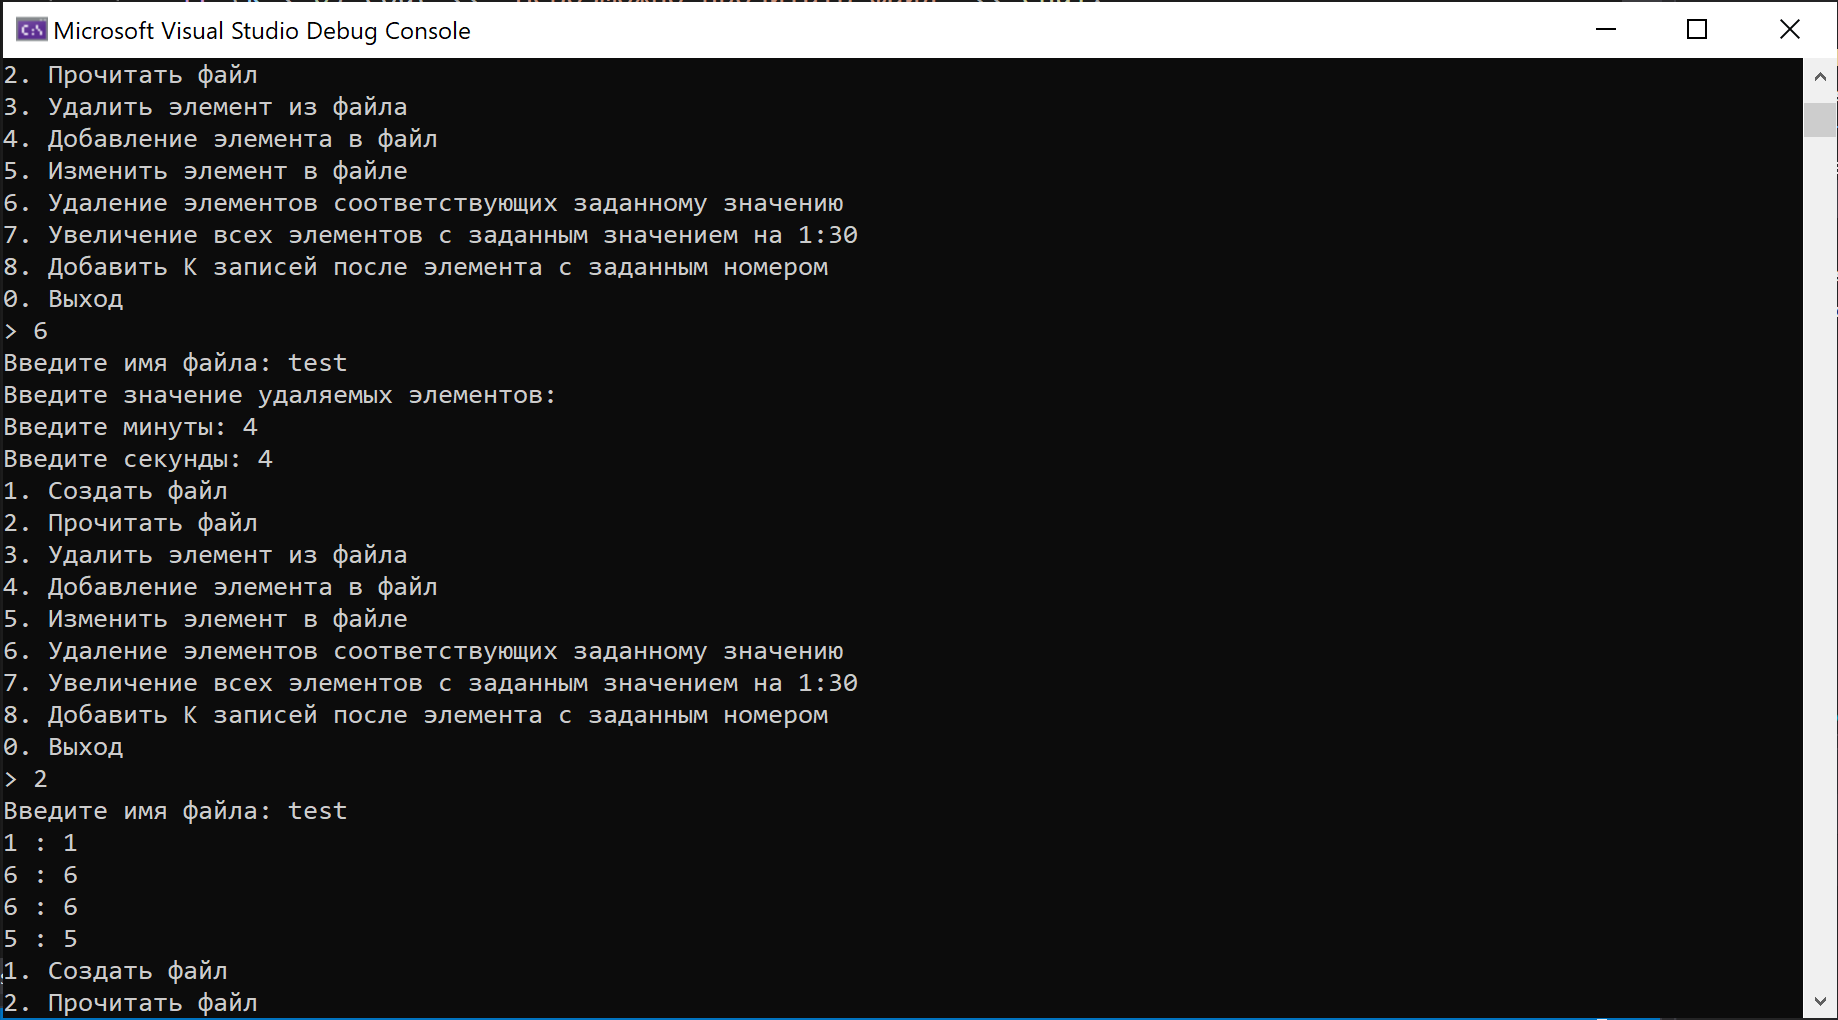 Microsoft Visual Studio Debug Console
2. Прочитать файл
3. Удалить элемент из файла
4. Добавление элемента в файл
5. Изменить элемент в файле
6. Удаление элементов соответствующих заданному значению
7. Увеличение всех элементов с заданным значением на 1:30
8. Добавить К записей после элемента с заданным номером
0. Выход
> 6
Введите имя файла: test
Введите значение удаляемых элементов:
Введите минуты: 4
Введите секунды: 4
1. Создать файл
2. Прочитать файл
3. Удалить элемент из файла
4. Добавление элемента в файл
5. Изменить элемент в файле
6. Удаление элементов соответствующих заданному значению
7. Увеличение всех элементов с заданным значением на 1:30
8. Добавить К записей после элемента с заданным номером
0. Выход
> 2
Введите имя файла: test
1 : 1
6 : 6
6 : 6
5 : 5
1. Создать файл
2. Прочитать файл